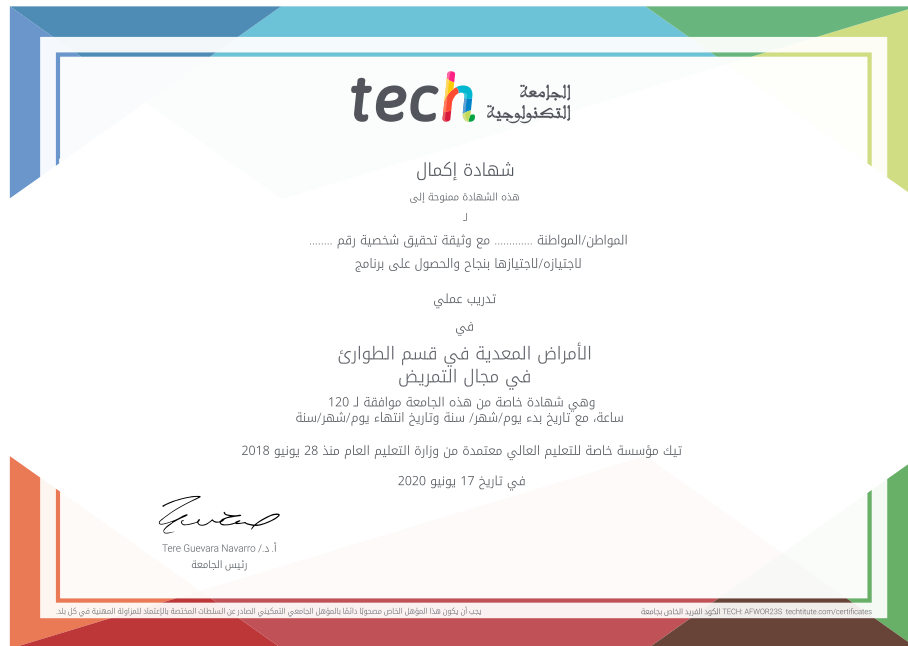 tech الجامعة
التكنولوجية
شهادة إكمال
هذه الشهادة ممنوحة إلى
لـ
المواطن/المواطنة ............. مع وثيقة تحقيق شخصية رقم ........
لاجتيازه/لاجتيازها بنجاح والحصول على برنامج
تدريب عملي
في
الأمراض المعدية في قسم الطوارئ
في مجال التمريض
وهي شهادة خاصة من هذه الجامعة موافقة لـ 120
ساعة، مع تاريخ بدء يوم/شهر/ سنة وتاريخ انتهاء يوم/شهر/سنة
تيك مؤسسة خاصة للتعليم العالي معتمدة من وزارة التعليم العام منذ 28 يونيو 2018
في تاريخ 17 يونيو 2020
أ.د./ Tere Guevara Navarro
رئيس الجامعة
يجب أن يكون هذا المؤهل الخاص مصحوبًا دائمًا بالمؤهل الجامعي التمكيني الصادر عن السلطات المختصة بالإعتماد للمزاولة المهنية في كل بلد.
الكود الفريد الخاص بجامعة TECH: AFWOR23S techtitute.com/certificates